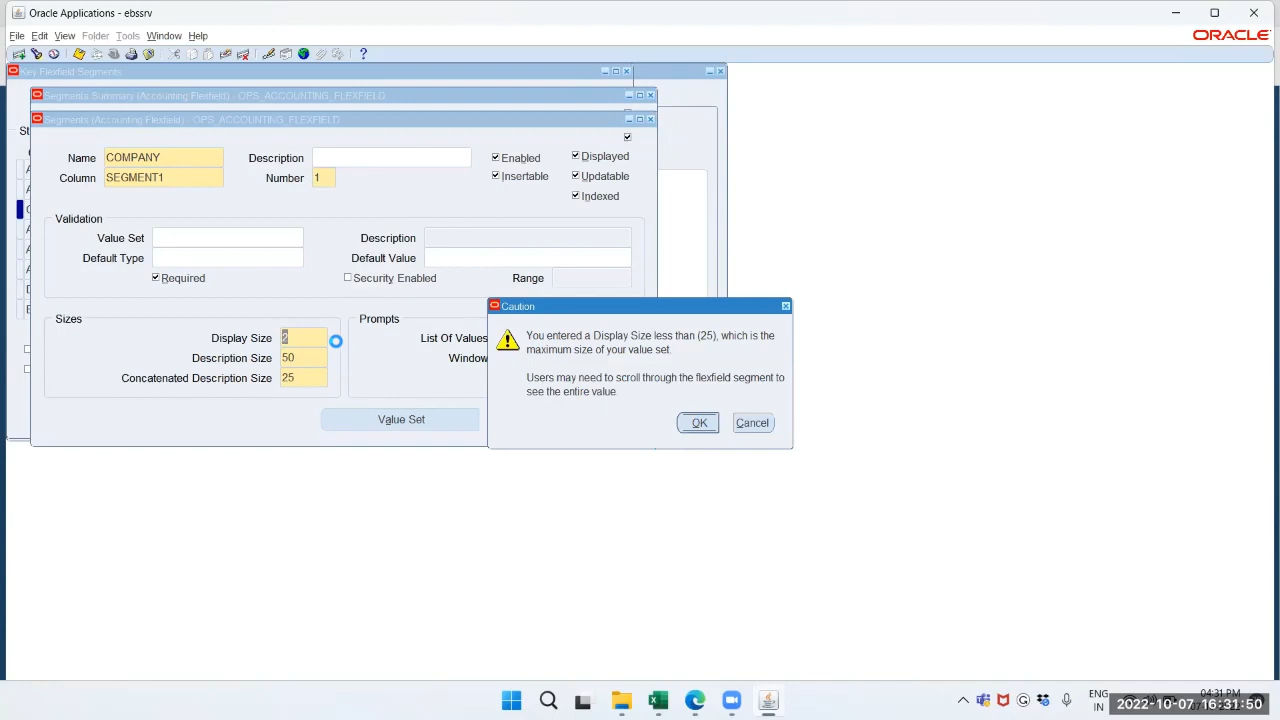 Oracle Applications - ebssrv
File Edit View Folder Tools Window Help
ORACLE
Key Flexfield Segments
Segments Summary (Accounting Flexfield) - OPS_ACCOUNTING_FLEXFIELD
Segments (Accounting Flexfield) - OPS_ACCOUNTING_FLEXFIELD
Name COMPANY Description Enabled Displayed
Column SEGMENT1 Number 1 Insertable Updatable
Indexed
Validation
Value Set Description
Default Type Default Value
Required Security Enabled Range
Sizes
Display Size
Description Size 50
Concatenated Description Size 25
Prompts
List Of Values
Window
Value Set
Caution
You entered a Display Size less than (25), which is the
maximum size of your value set.
Users may need to scroll through the flexfield segment to
see the entire value.
OK Cancel
ENG
IN
04:31 PM
2022-10-07 16:31:50